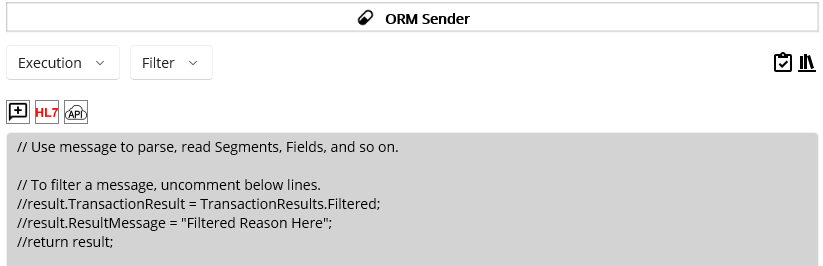 ORM Sender
Execution Filter
HL7 API
// Use message to parse, read Segments, Fields, and so on.
// To filter a message, uncomment below lines.
//result.TransactionResult = TransactionResults.Filtered;
//result.ResultMessage = "Filtered Reason Here";
//return result;